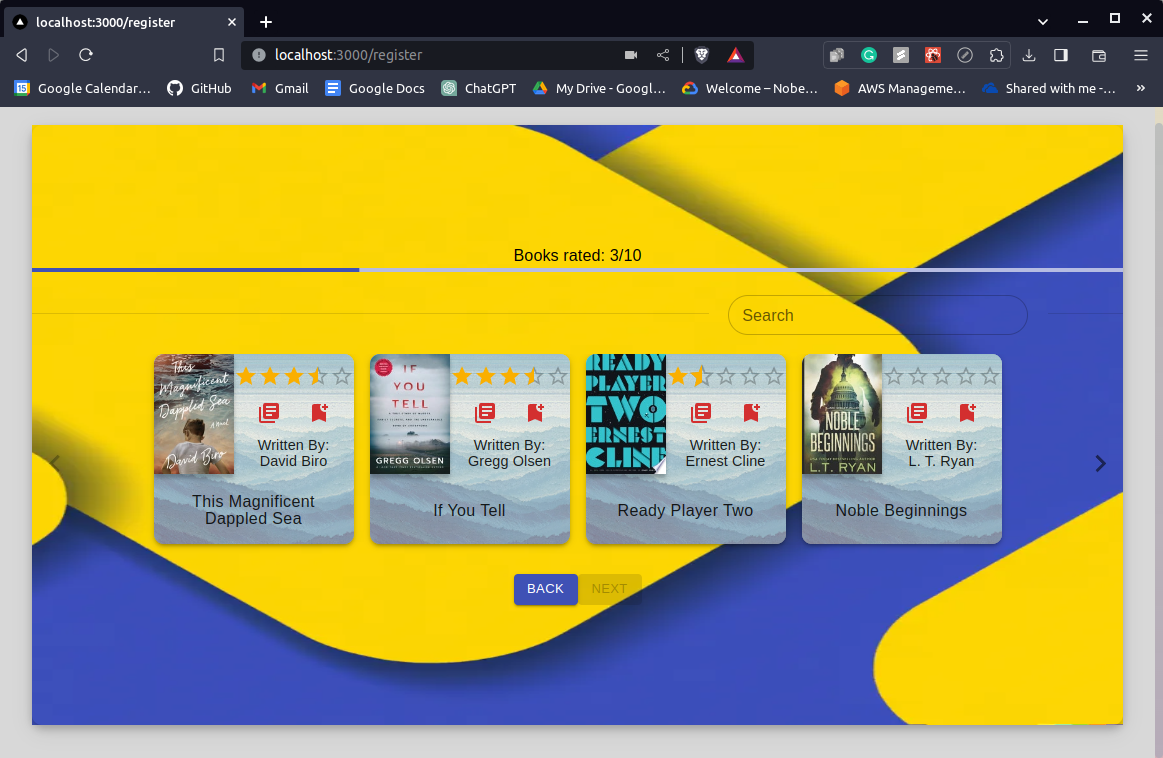 localhost:3000/register
localhost:3000/register
15 Google Calendar… GitHub Gmail Google Docs ChatGPT My Drive - Googl… Welcome – Nobe… AWS Manageme… Shared with me -… »
Books rated: 3/10
Search
This Magnificent Dappled Sea
A Novel
David Biro
Written By:
David Biro
This Magnificent
Dappled Sea
IF
YOU
TELL
GREGG OLSEN
Written By:
Gregg Olsen
If You Tell
READY
PLAYER
TWO
ERNEST
CLINE
Written By:
Ernest Cline
Ready Player Two
NOBLE
BEGINNINGS
L.T. RYAN
Written By:
L. T. Ryan
Noble Beginnings
BACK NEXT